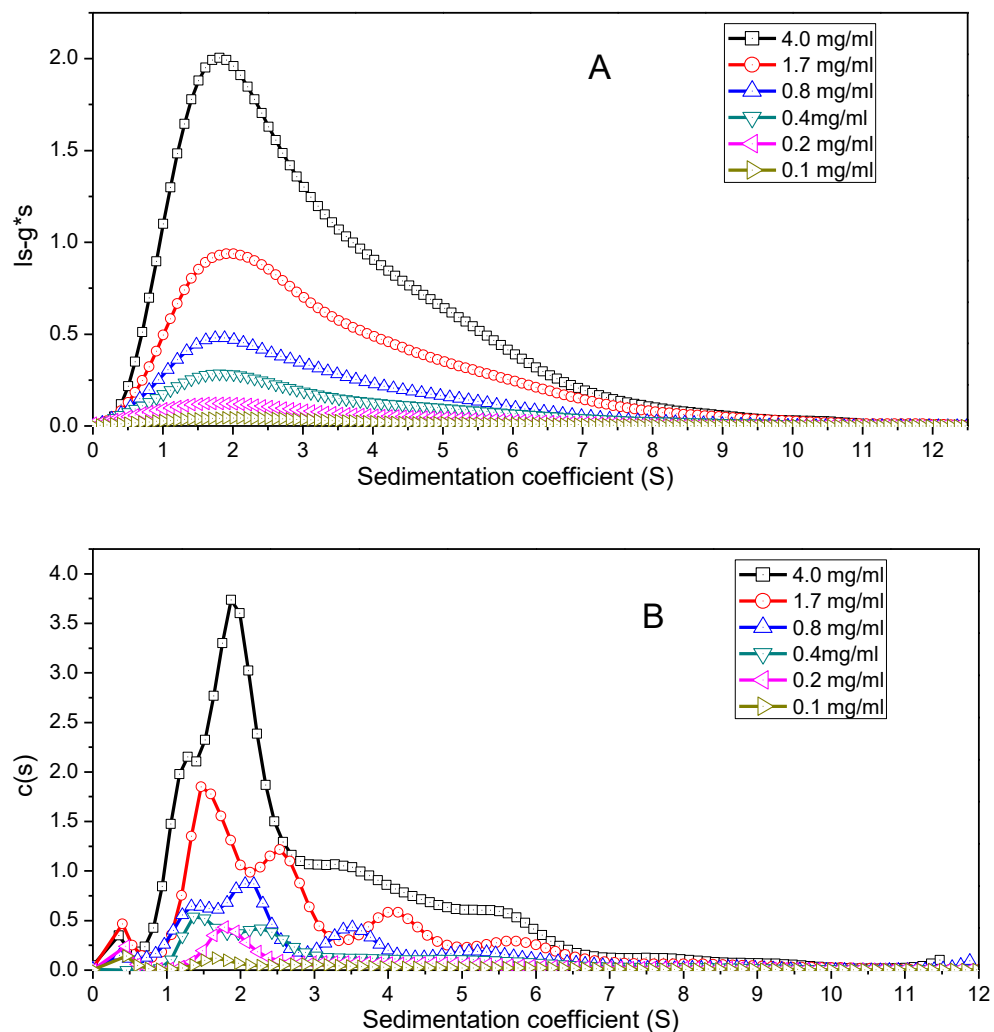 A
4.0 mg/ml
1.7 mg/ml
0.8 mg/ml
0.4mg/ml
0.2 mg/ml
0.1 mg/ml
ls-g*s
2.0
1.5
1.0
0.5
0.0
0 1 2 3 4 5 6 7 8 9 10 11 12
Sedimentation coefficient (S)
B
4.0 mg/ml
1.7 mg/ml
0.8 mg/ml
0.4mg/ml
0.2 mg/ml
0.1 mg/ml
c(s)
4.0
3.5
3.0
2.5
2.0
1.5
1.0
0.5
0.0
0 1 2 3 4 5 6 7 8 9 10 11 12
Sedimentation coefficient (S)